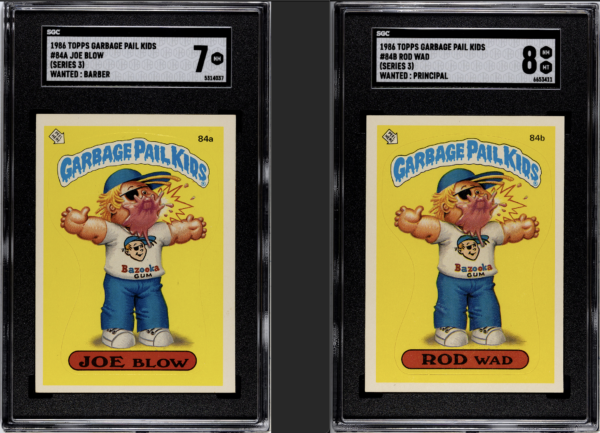 SGC
1986 TOPPS GARBAGE PAIL KIDS
#84A JOE BLOW
(SERIES 3)
WANTED : BARBER
7 NM
5514037
84a
GARBAGE PAIL KIDS
Bazooka
GUM
JOE BLOW
SGC
1986 TOPPS GARBAGE PAIL KIDS
#84B ROD WAD
(SERIES 3)
WANTED : PRINCIPAL
8 NM
MT
6603411
84b
GARBAGE PAIL KIDS
Bazooka
GUM
ROD WAD